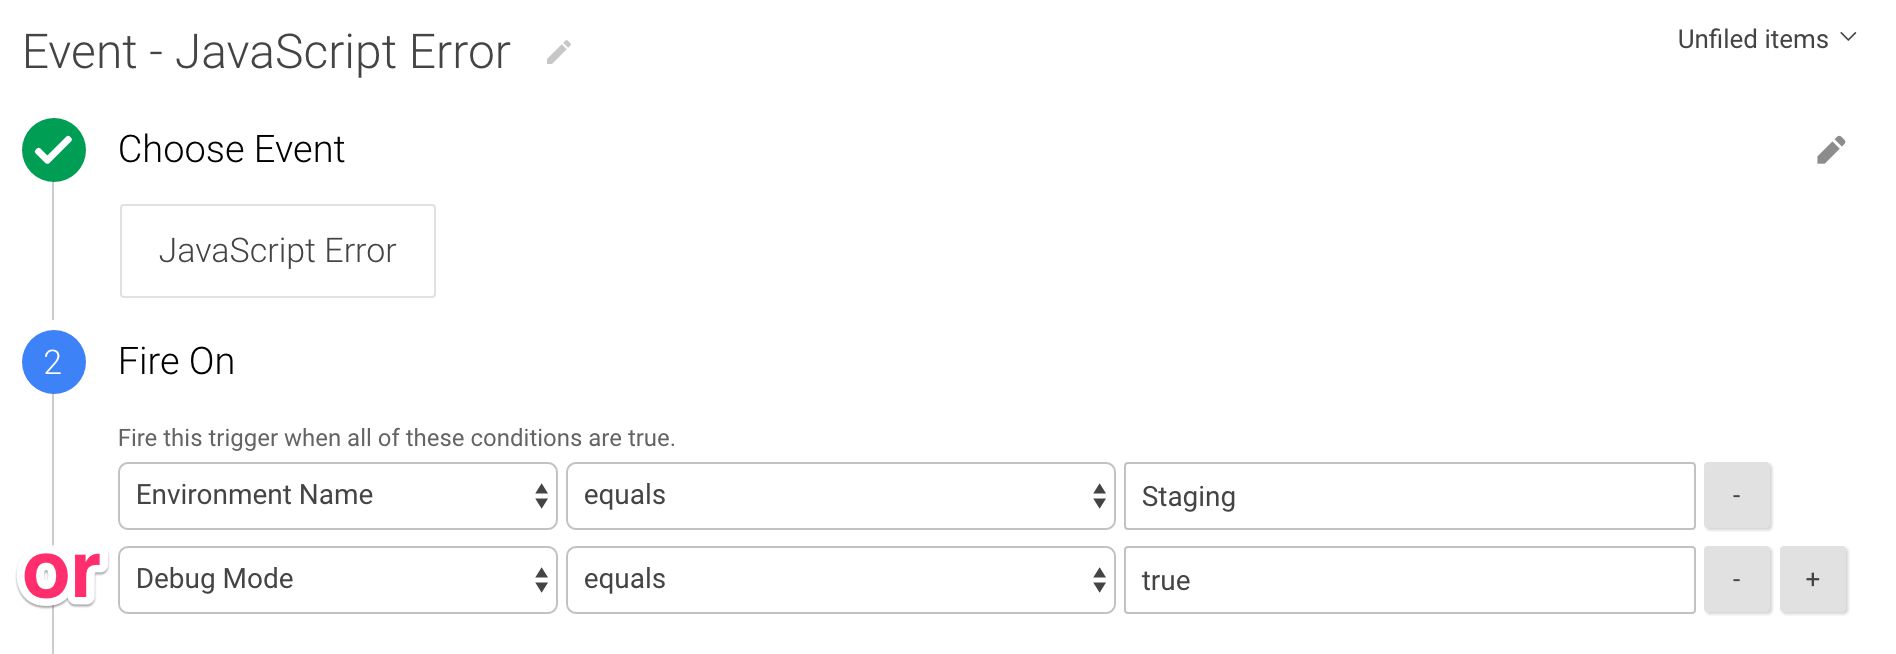 Event - JavaScript Error
Unfiled items
Choose Event
JavaScript Error
2 Fire On
Fire this trigger when all of these conditions are true.
Environment Name equals Staging -
or Debug Mode equals true - +